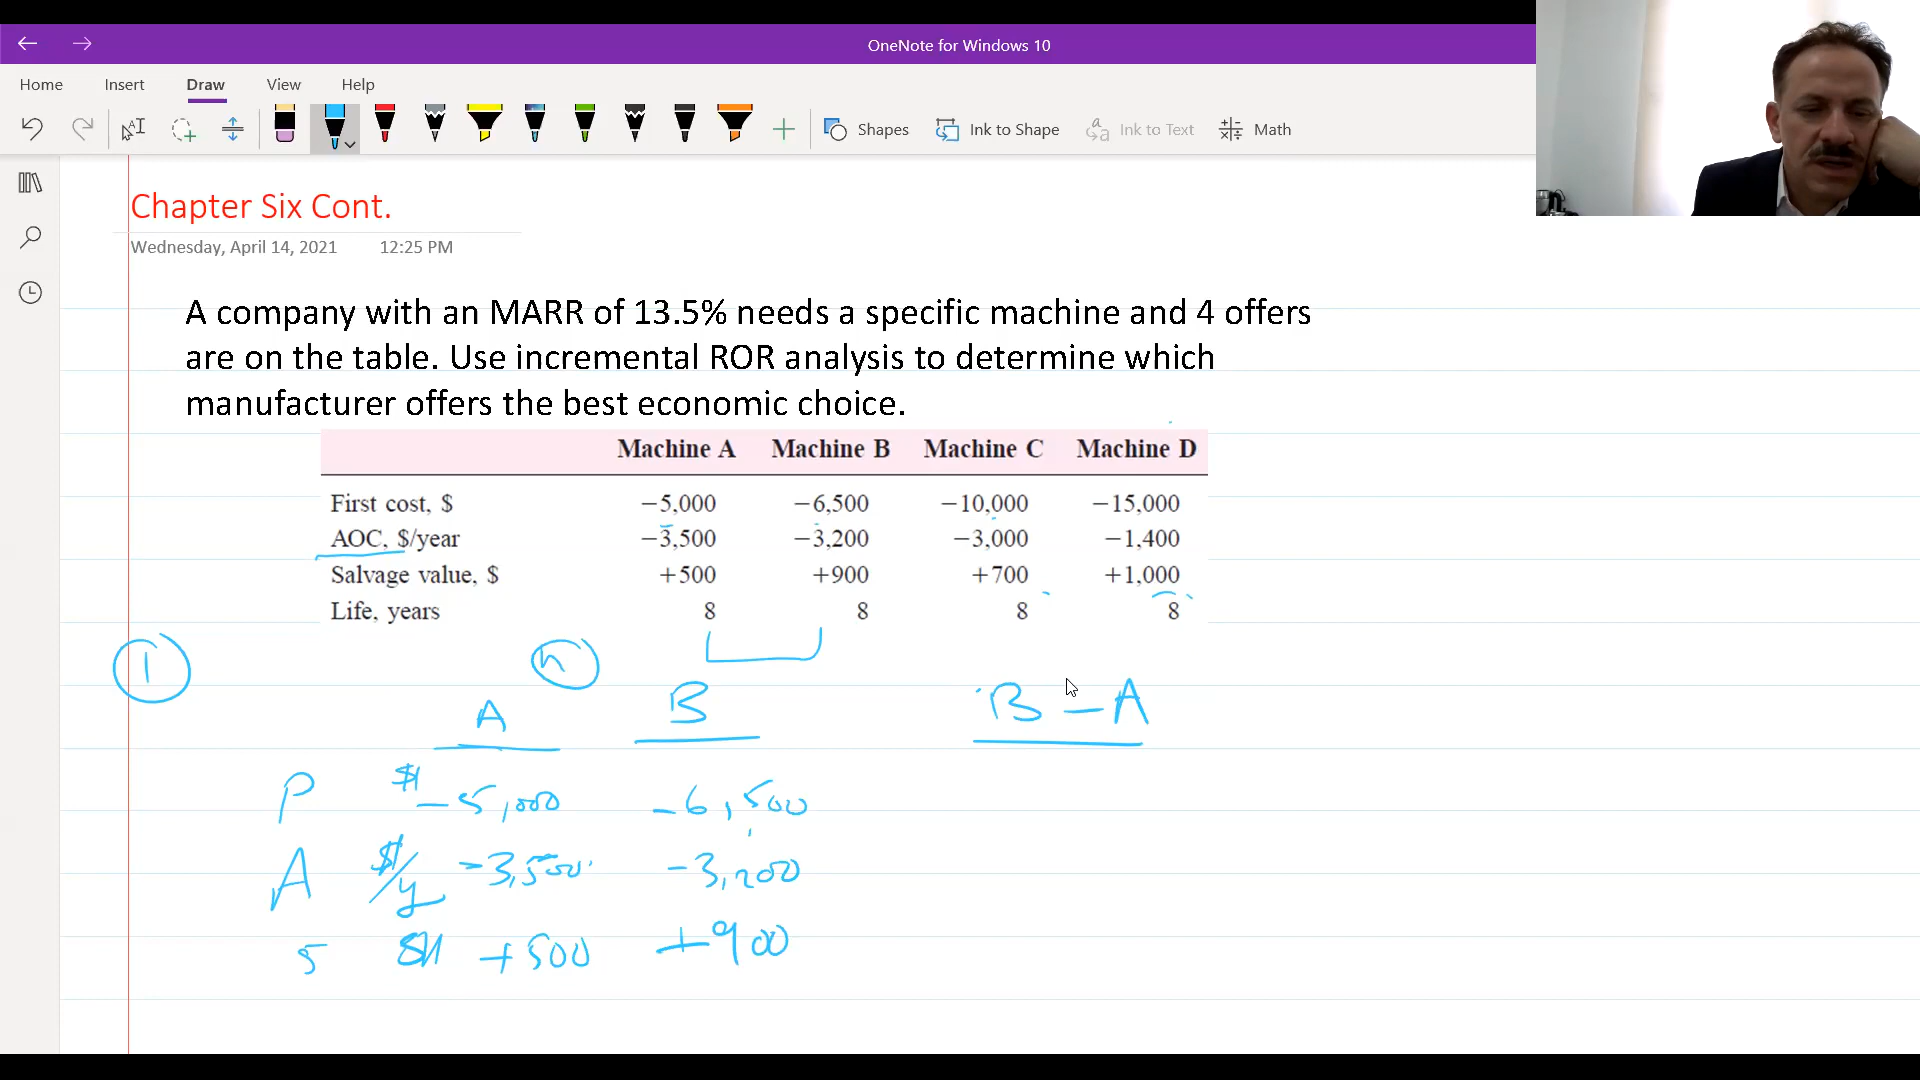 OneNote for Windows 10
Home Insert Draw View Help
Shapes Ink to Shape Ink to Text Math
Chapter Six Cont.
Wednesday, April 14, 2021 12:25 PM
A company with an MARR of 13.5% needs a specific machine and 4 offers
are on the table. Use incremental ROR analysis to determine which
manufacturer offers the best economic choice.
Machine A Machine B Machine C Machine D
First cost, $ −5,000 −6,500 −10,000 −15,000
AOC, $/year −3,500 −3,200 −3,000 −1,400
Salvage value, $ +500 +900 +700 +1,000
Life, years 8 8 8 8
1
A B B - A
P $ -5,000 -6,500
A $/y -3,500 -3,200
S $ +500 +900